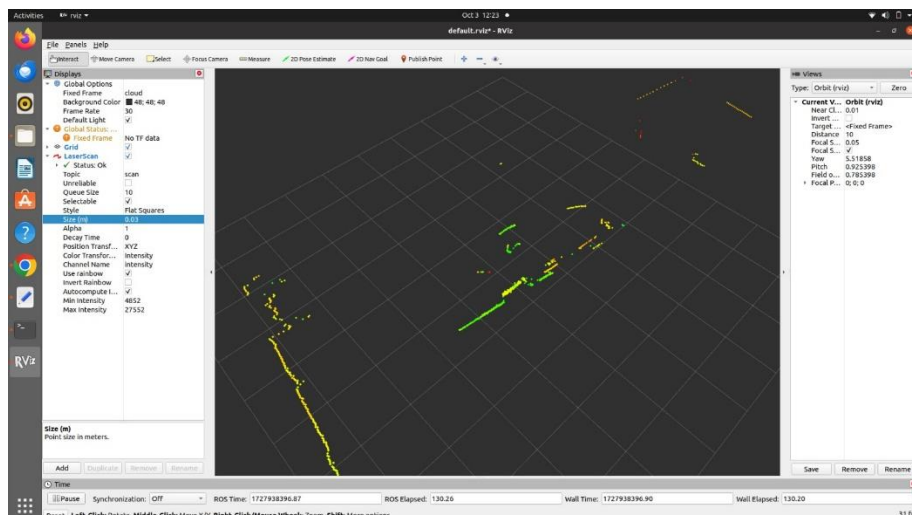 Activities
rviz
Oct 3 12:23
default.rviz* - RViz
File Panels Help
Interact Move Camera Select Focus Camera Measure 2D Pose Estimate 2D Nav Goal Publish Point
Displays
Global Options
Fixed Frame cloud
Background Color 48; 48; 48
Frame Rate 30
Default Light
Global Status: ...
Fixed Frame No TF data
Grid
LaserScan
Status: Ok
Topic scan
Unreliable
Queue Size 10
Selectable
Style Flat Squares
Size (m) 0.03
Alpha 1
Decay Time 0
Position Transf... XYZ
Color Transfor... Intensity
Channel Name Intensity
Use rainbow
Invert Rainbow
Autocompute I...
Min Intensity 4852
Max Intensity 27552
Size (m)
Point size in meters.
Add Duplicate Remove Rename
Views
Type: Orbit (rviz) Zero
Current V... Orbit (rviz)
Near Cl... 0.01
Invert ...
Target ... <Fixed Frame>
Distance 10
Focal S... 0.05
Focal S...
Yaw 5.51858
Pitch 0.925398
Field o... 0.785398
Focal P... 0; 0; 0
Save Remove Rename
Time
Pause Synchronization: Off ROS Time: 1727938396.87 ROS Elapsed: 130.26 Wall Time: 1727938396.90 Wall Elapsed: 130.20
RViz